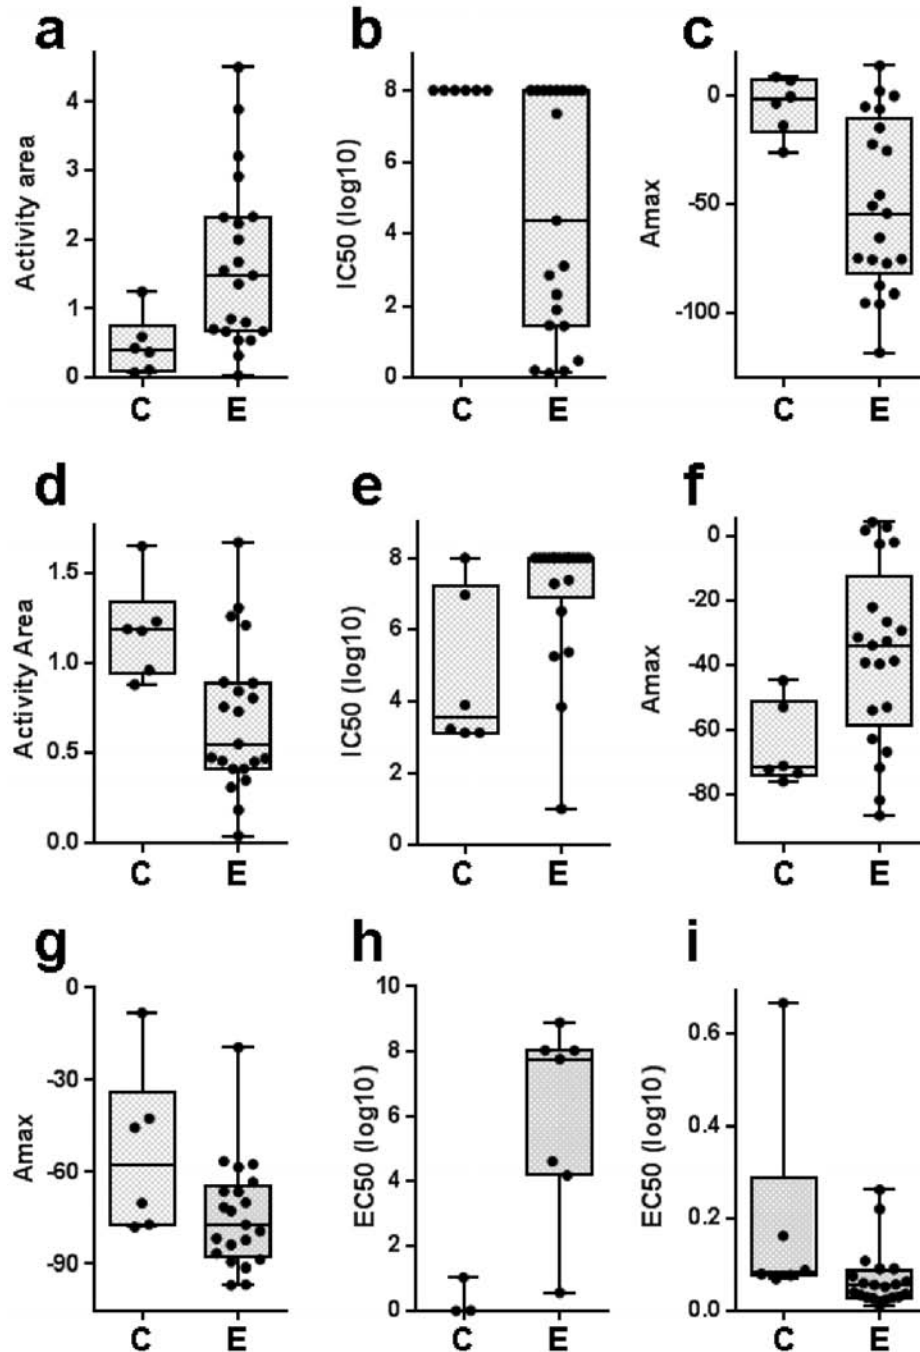 a
Activity area
4
3
2
1
0
C E
b
IC50 (log10)
8
6
4
2
0
C E
c
Amax
0
-50
-100
C E
d
Activity Area
1.5
1.0
0.5
0.0
C E
e
IC50 (log10)
8
6
4
2
0
C E
f
Amax
0
-20
-40
-60
-80
C E
g
Amax
0
-30
-60
-90
C E
h
EC50 (log10)
10
8
6
4
2
0
C E
i
EC50 (log10)
0.6
0.4
0.2
0.0
C E